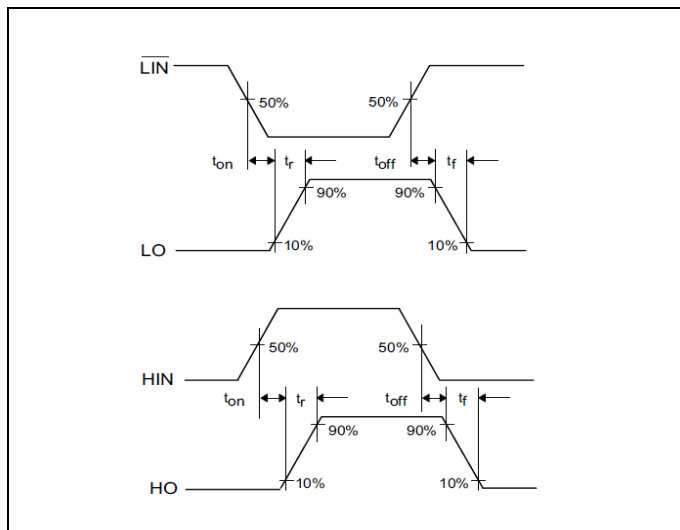 L̅I̅N̅
50% 50%
ton tr toff tf
90% 90%
LO 10% 10%
HIN 50% 50%
ton tr toff tf
90% 90%
HO 10% 10%